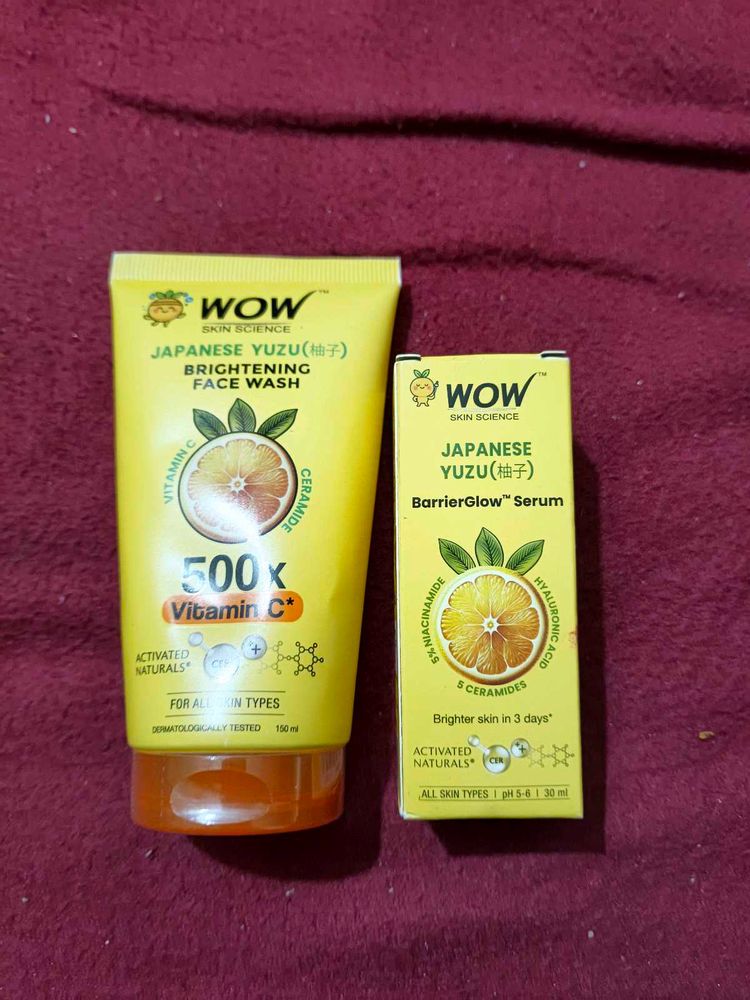 WOW™
SKIN SCIENCE
JAPANESE YUZU(柚子)
BRIGHTENING
FACE WASH
VITAMIN C
CERAMIDE
500x
Vitamin C*
ACTIVATED
NATURALS®
CER
FOR ALL SKIN TYPES
DERMATOLOGICALLY TESTED 150 ml
WOW™
SKIN SCIENCE
JAPANESE
YUZU(柚子)
BarrierGlow™ Serum
5% NIACINAMIDE
HYALURONIC ACID
5 CERAMIDES
Brighter skin in 3 days*
ACTIVATED
NATURALS®
CER
ALL SKIN TYPES | pH 5-6 | 30 ml